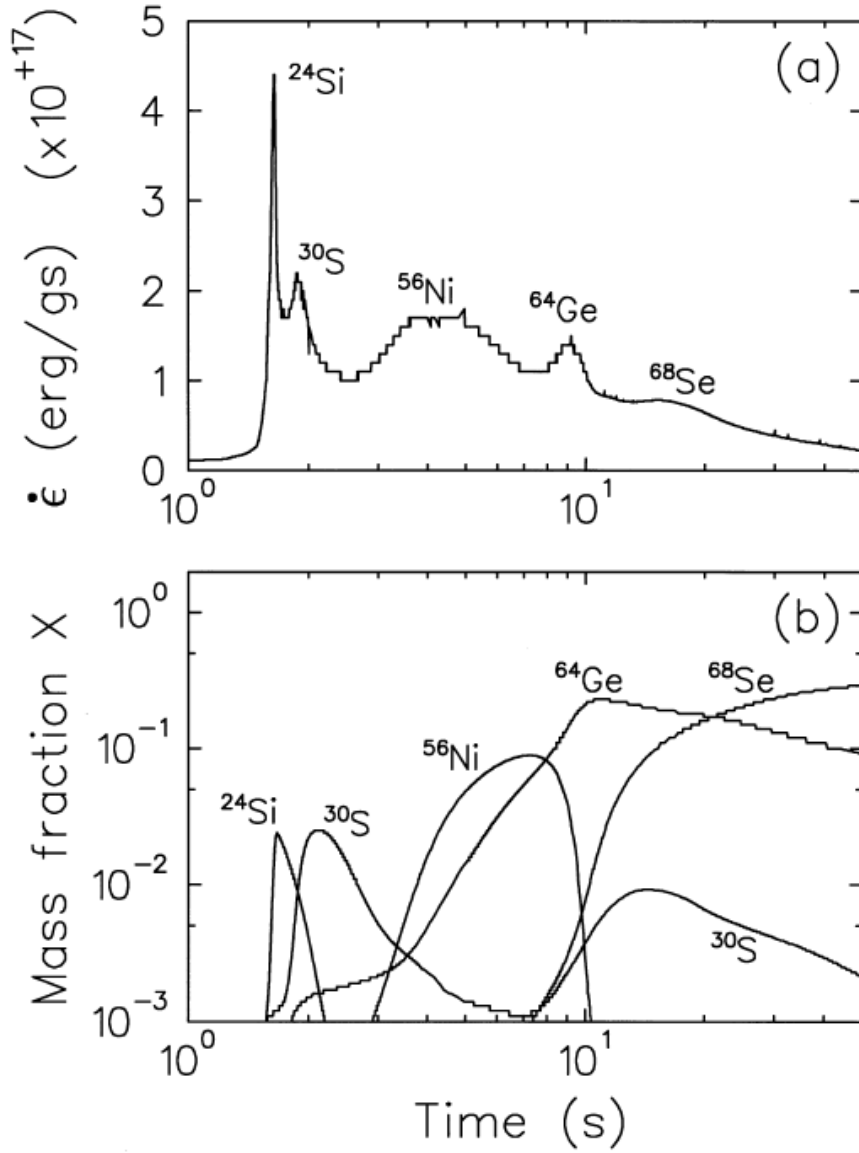 ε̇ (erg/gs) (x10⁺¹⁷)
5
4
3
2
1
0
(a)
²⁴Si
³⁰S
⁵⁶Ni
⁶⁴Ge
⁶⁸Se
10⁰
10¹
Mass fraction X
10⁰
10⁻¹
10⁻²
10⁻³
(b)
⁶⁴Ge
⁶⁸Se
⁵⁶Ni
²⁴Si
³⁰S
³⁰S
10⁰
10¹
Time (s)